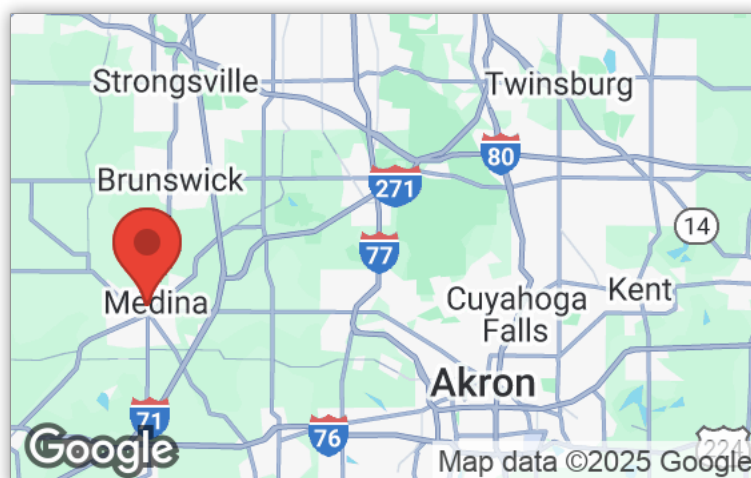 Strongsville
Twinsburg
80
Brunswick
271
14
77
Kent
Medina
Cuyahoga
Falls
Akron
71
76
224
Google
Map data ©2025 Google